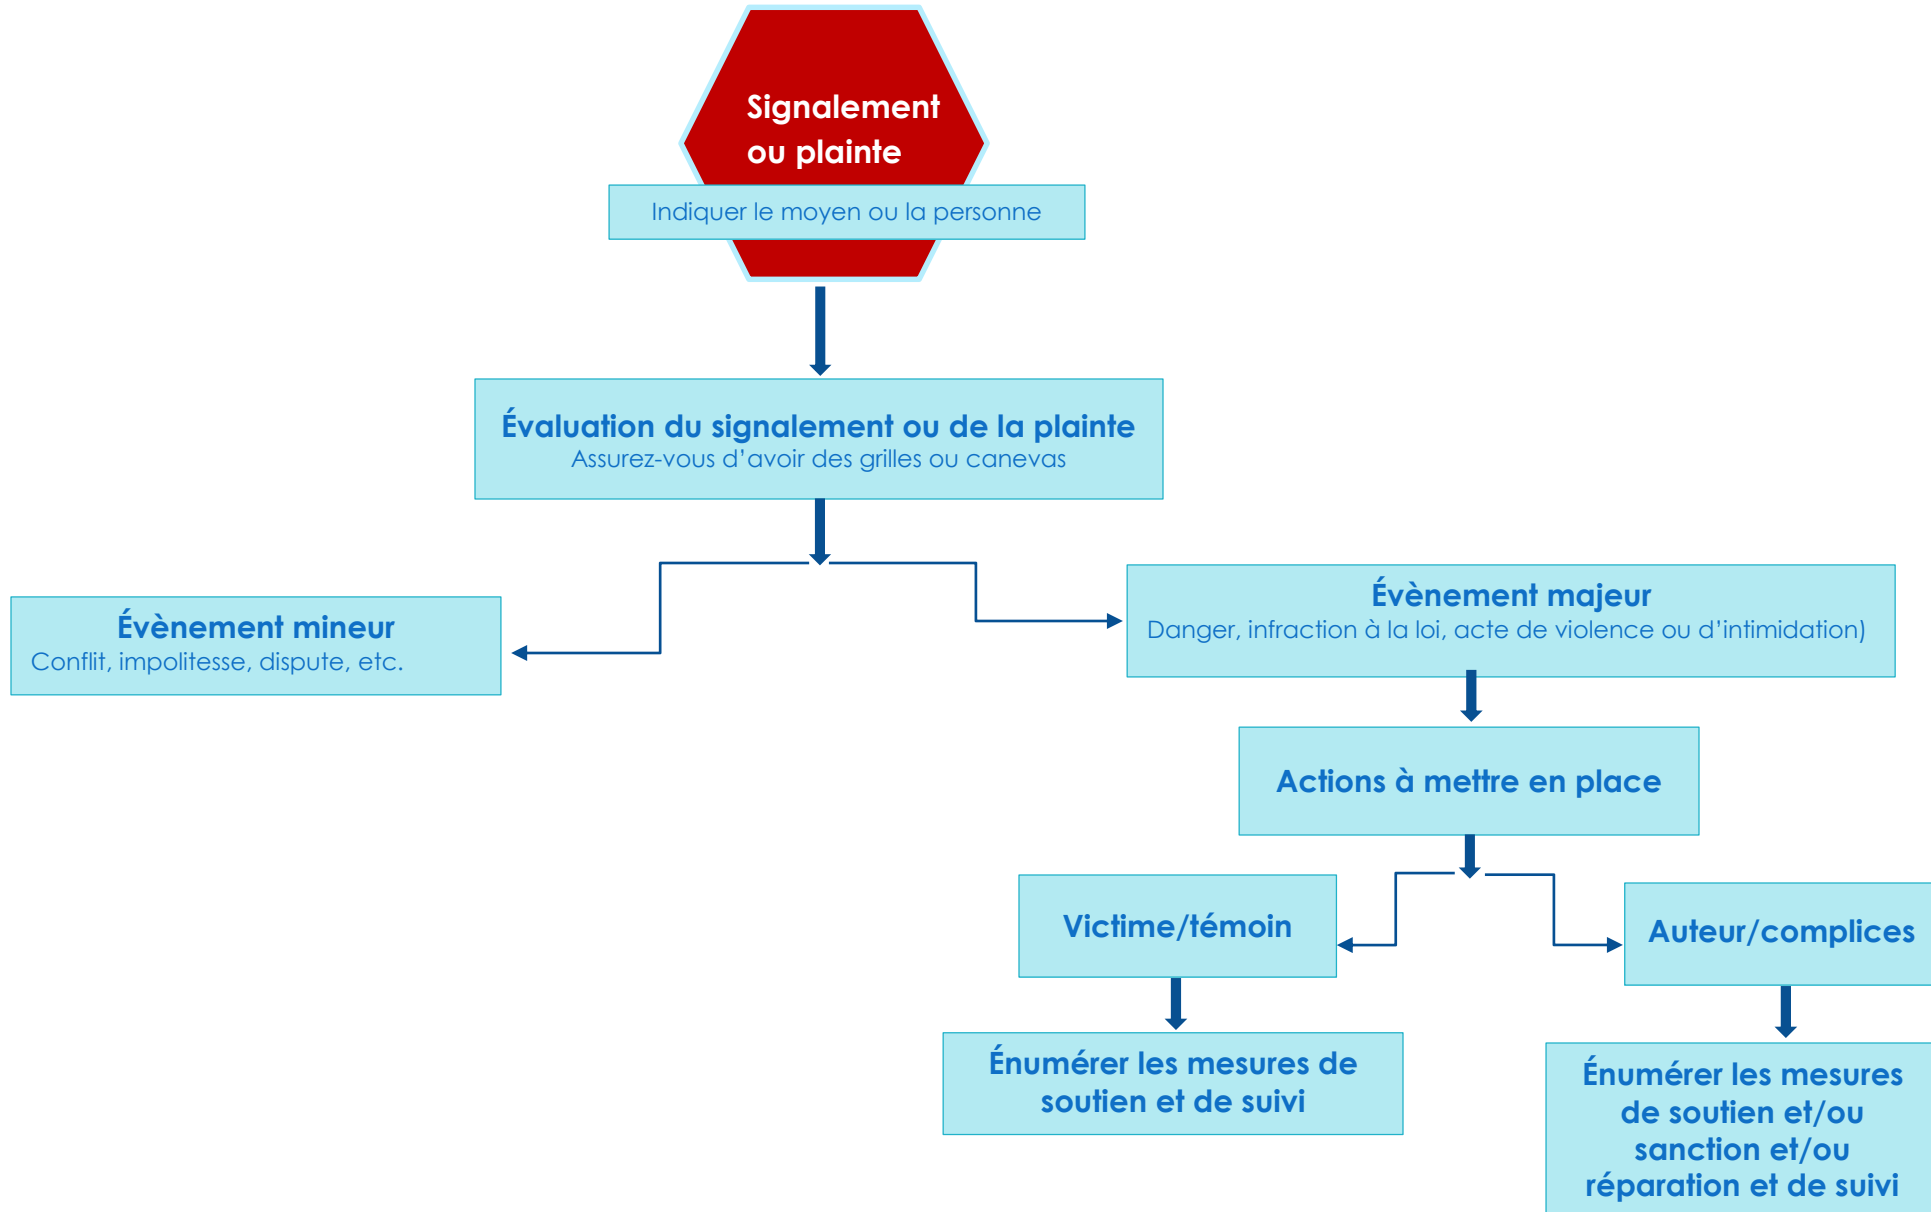 Signalement
ou plainte
Indiquer le moyen ou la personne
Évaluation du signalement ou de la plainte
Assurez-vous d’avoir des grilles ou canevas
Évènement mineur
Conflit, impolitesse, dispute, etc.
Évènement majeur
Danger, infraction à la loi, acte de violence ou d’intimidation)
Actions à mettre en place
Victime/témoin
Auteur/complices
Énumérer les mesures de
soutien et de suivi
Énumérer les mesures
de soutien et/ou
sanction et/ou
réparation et de suivi